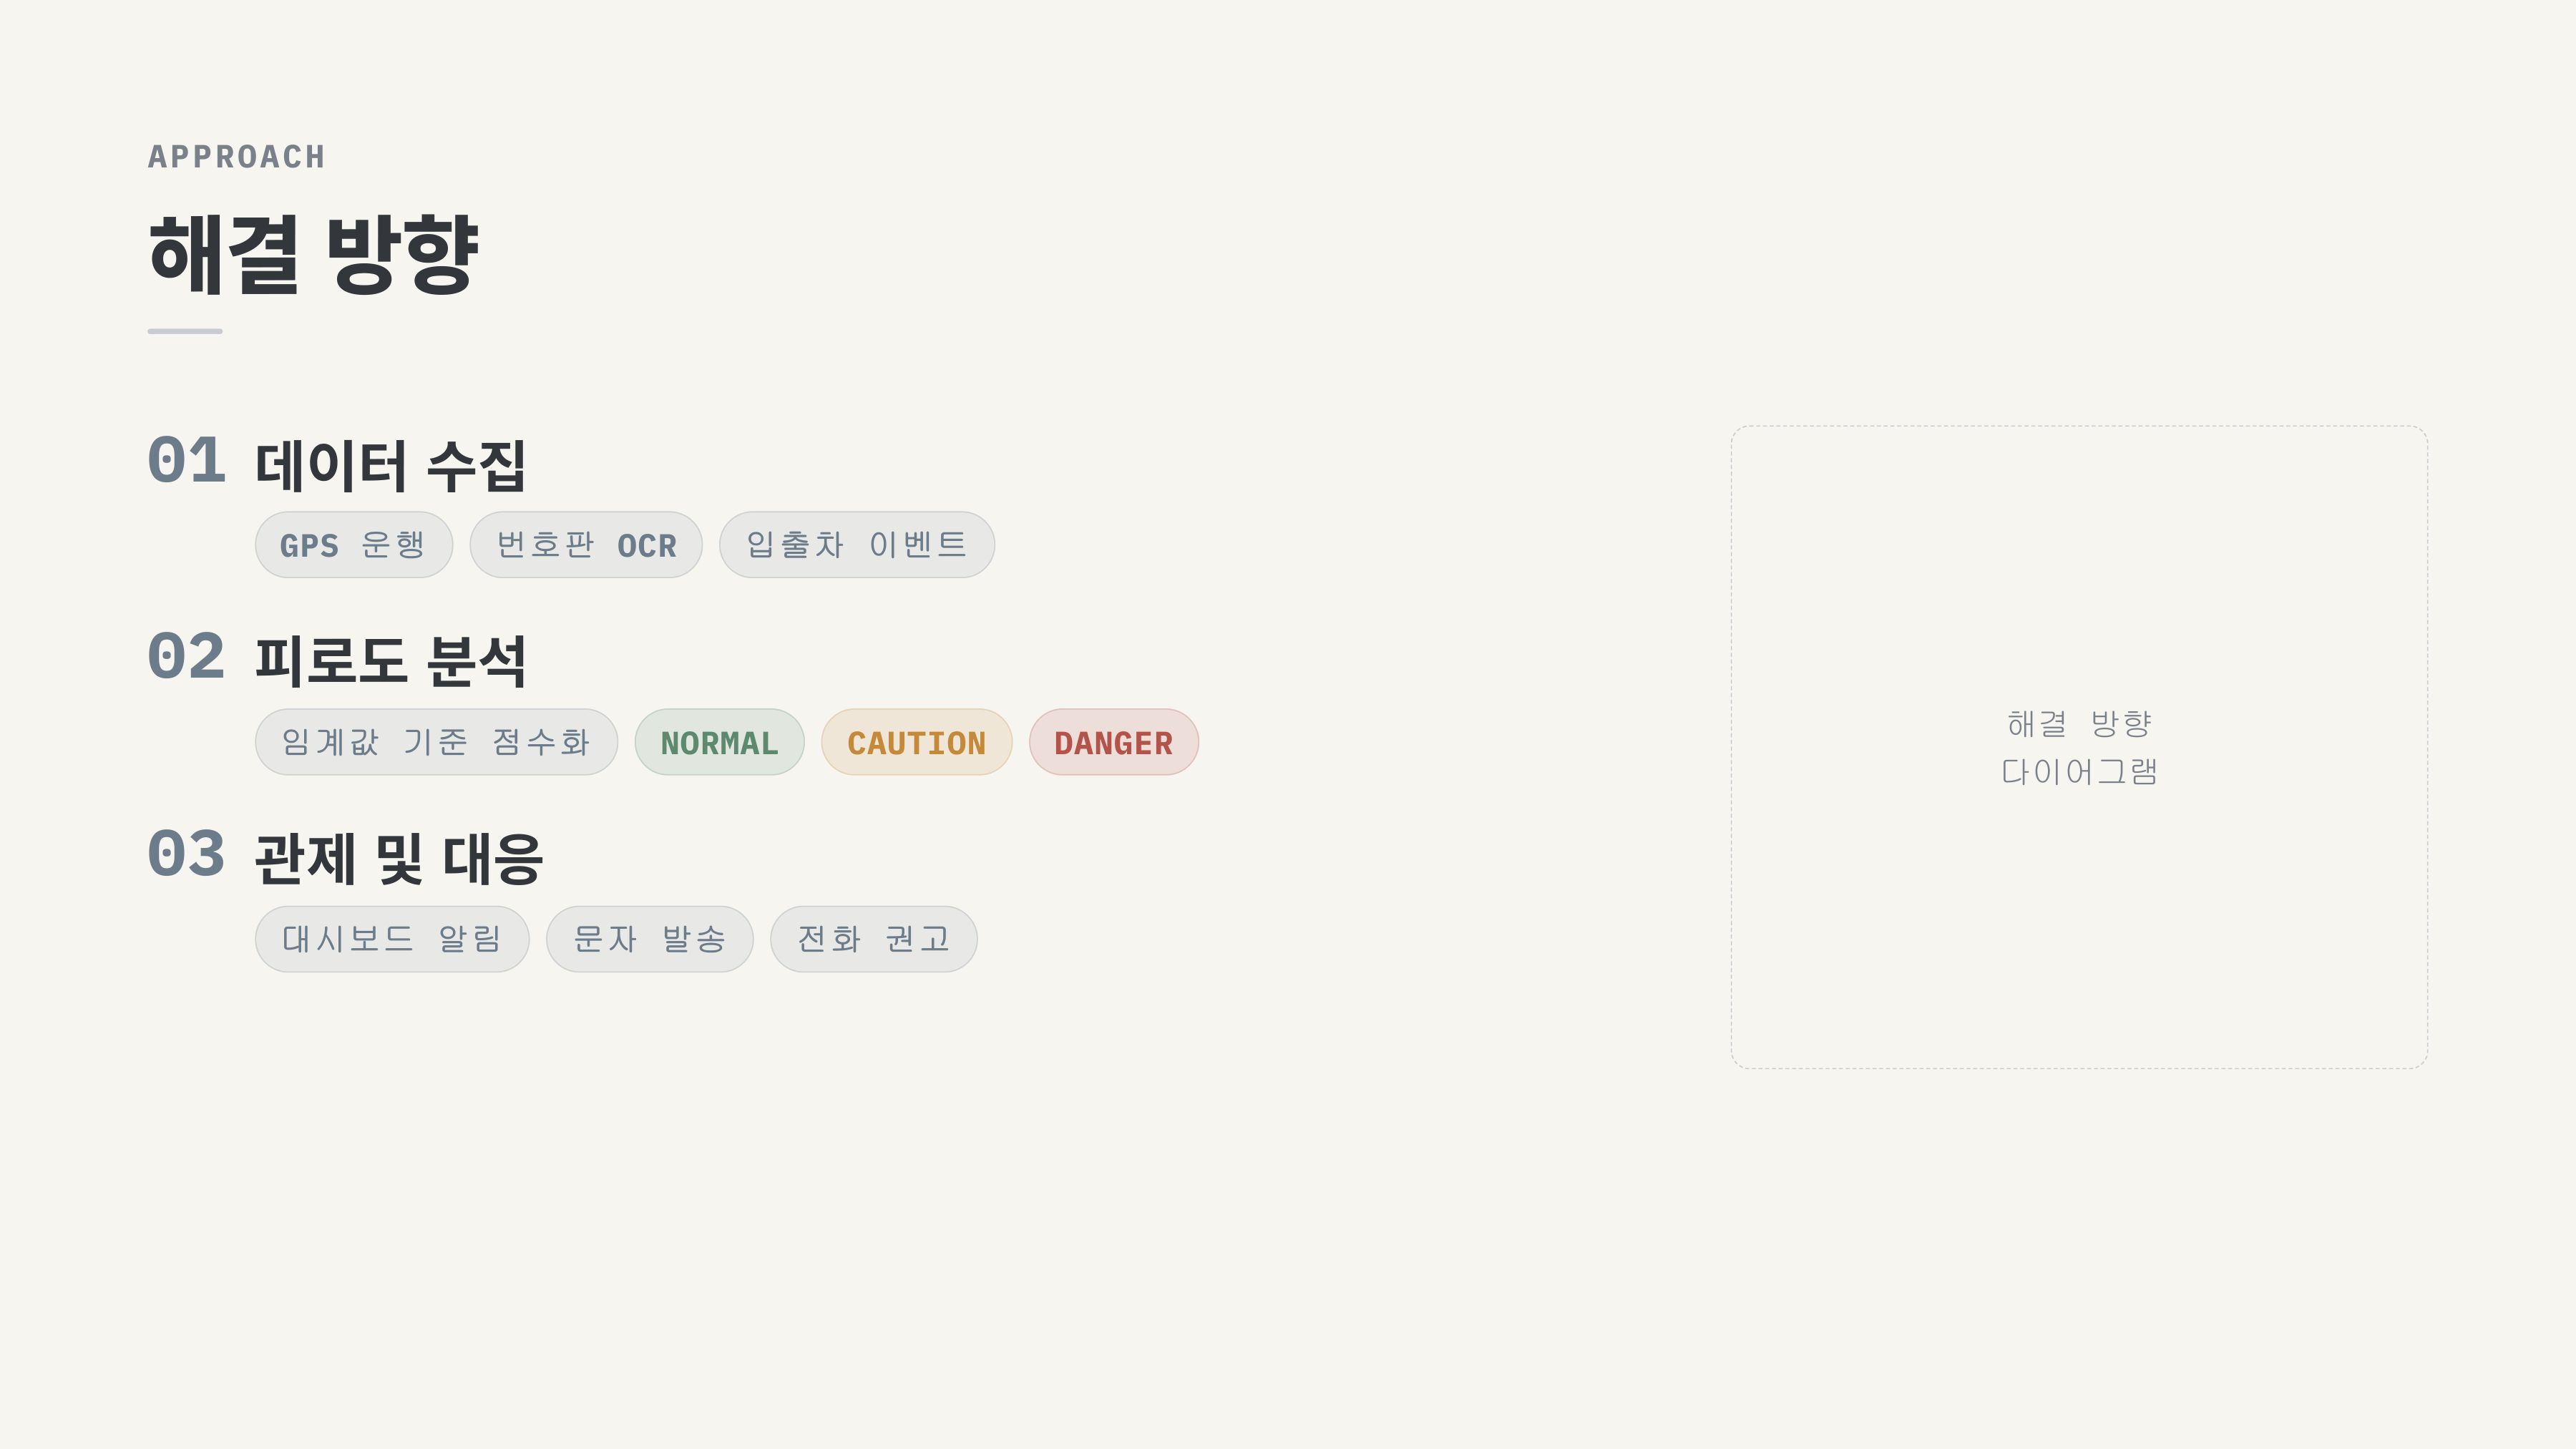 APPROACH
해결 방향
01 데이터 수집
GPS 운행 번호판 OCR 입출차 이벤트
02 피로도 분석
임계값 기준 점수화 NORMAL CAUTION DANGER
03 관제 및 대응
대시보드 알림 문자 발송 전화 권고
해결 방향
다이어그램